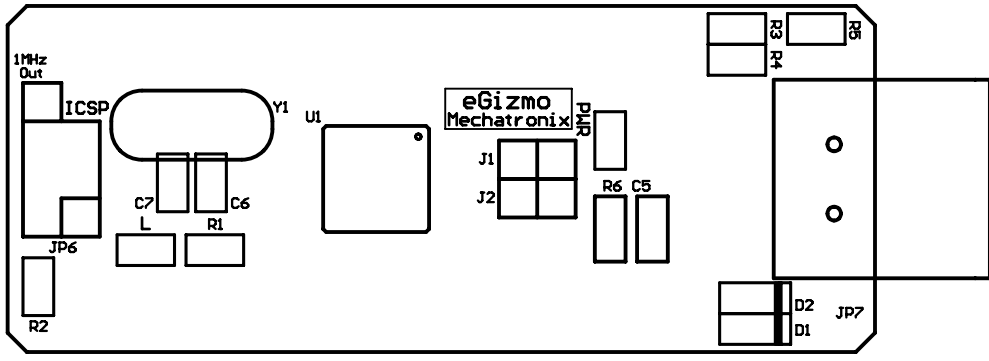 R3
R5
R4
1MHz
Out
ICSP
Y1
U1
eGizmo
Mechatronix
PWR
J1
J2
C7
C6
R6
C5
L
R1
JP6
R2
D2
D1
JP7